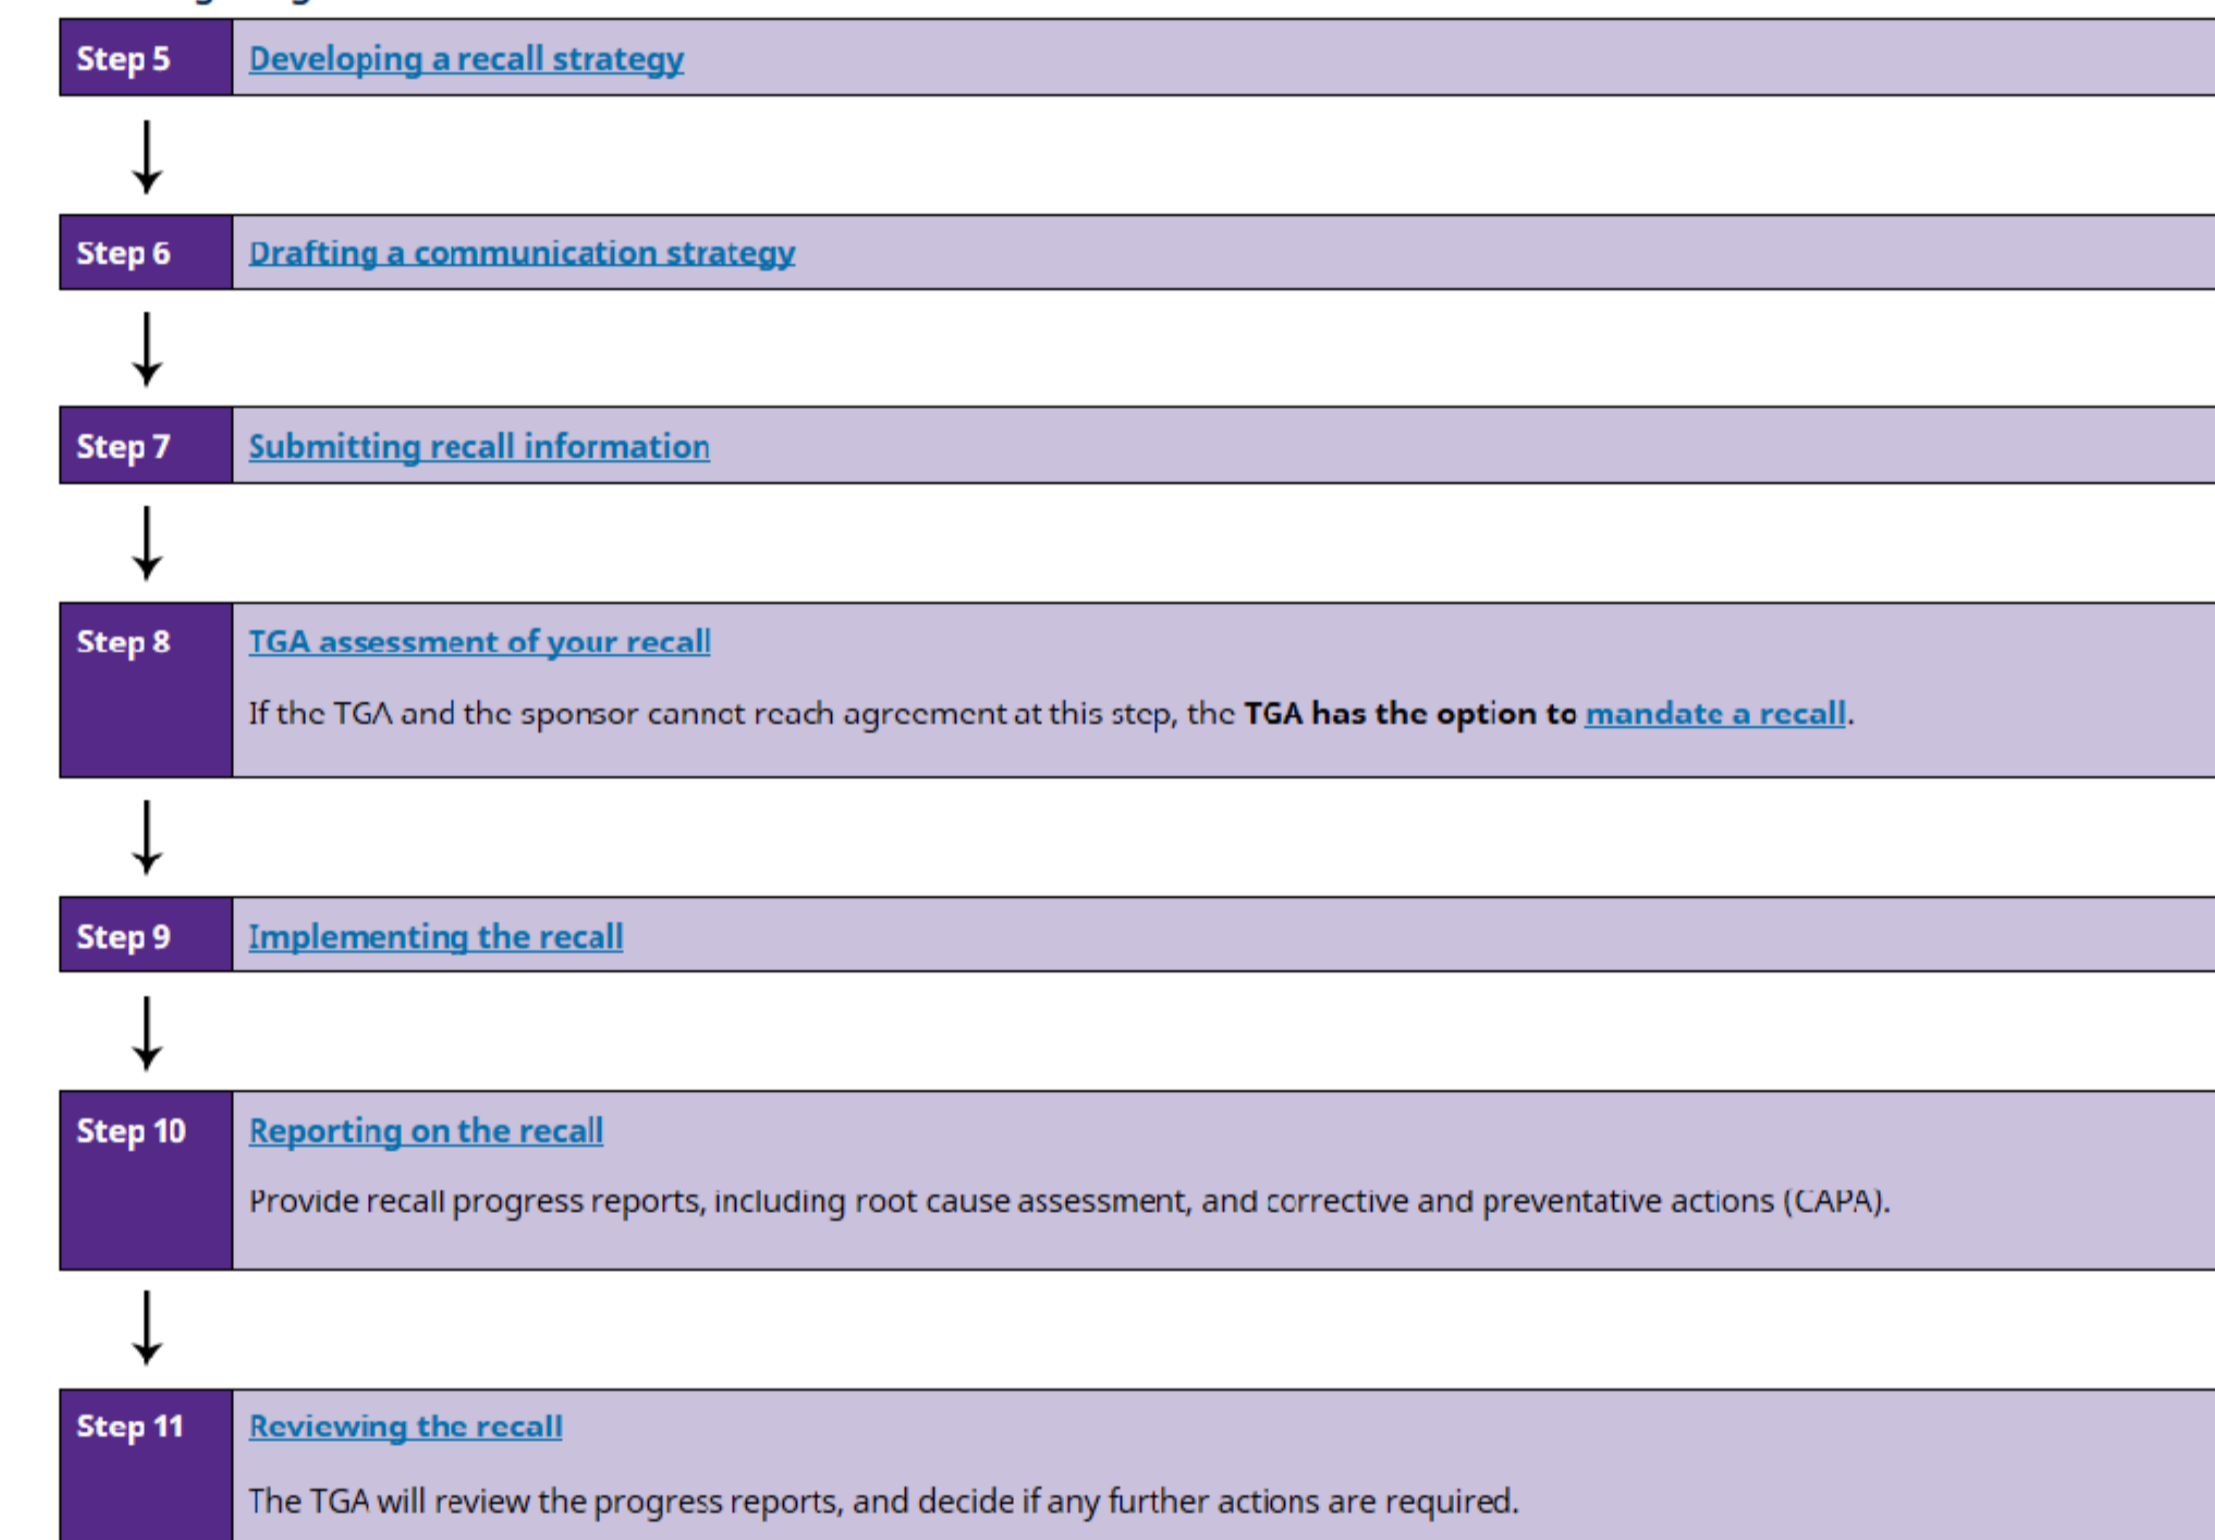 Step 5 Developing a recall strategy
Step 6 Drafting a communication strategy
Step 7 Submitting recall information
Step 8 TGA assessment of your recall
If the TGA and the sponsor cannot reach agreement at this step, the TGA has the option to mandate a recall.
Step 9 Implementing the recall
Step 10 Reporting on the recall
Provide recall progress reports, including root cause assessment, and corrective and preventative actions (CAPA).
Step 11 Reviewing the recall
The TGA will review the progress reports, and decide if any further actions are required.